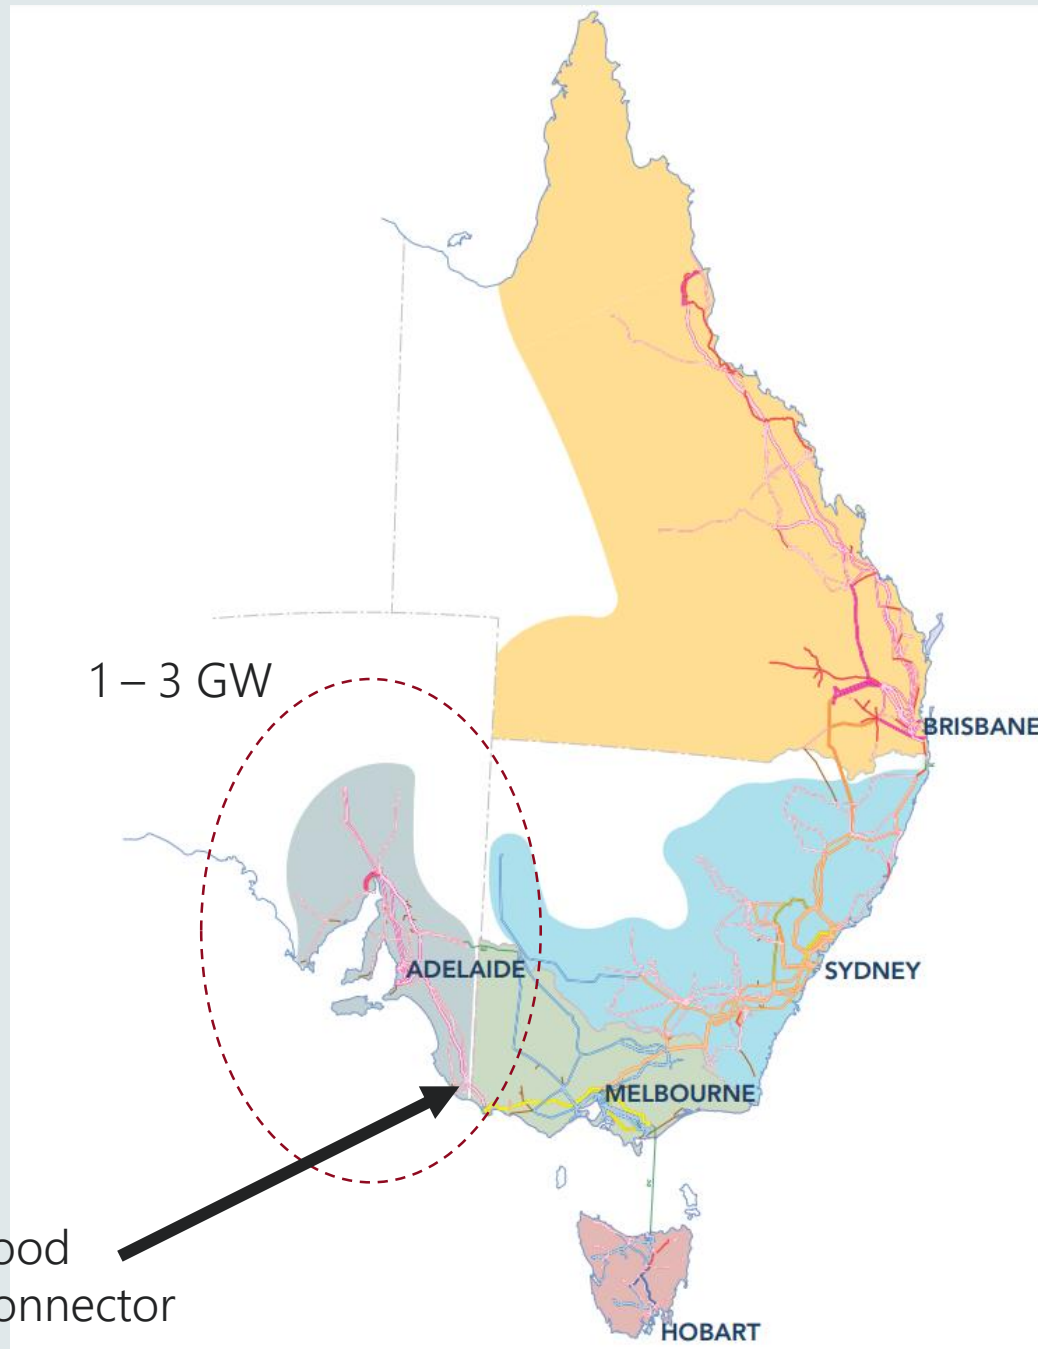 1 – 3 GW
BRISBANE
ADELAIDE
SYDNEY
MELBOURNE
ood
onnector
HOBART